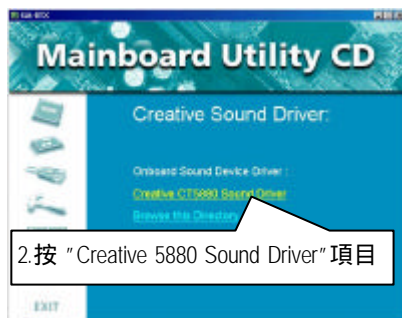 Mainboard Utility CD
Creative Sound Driver:
Onboard Sound Device Driver :
Creative CT5880 Sound Driver
Browse this Directory
2.按 "Creative 5880 Sound Driver"項目
EXIT